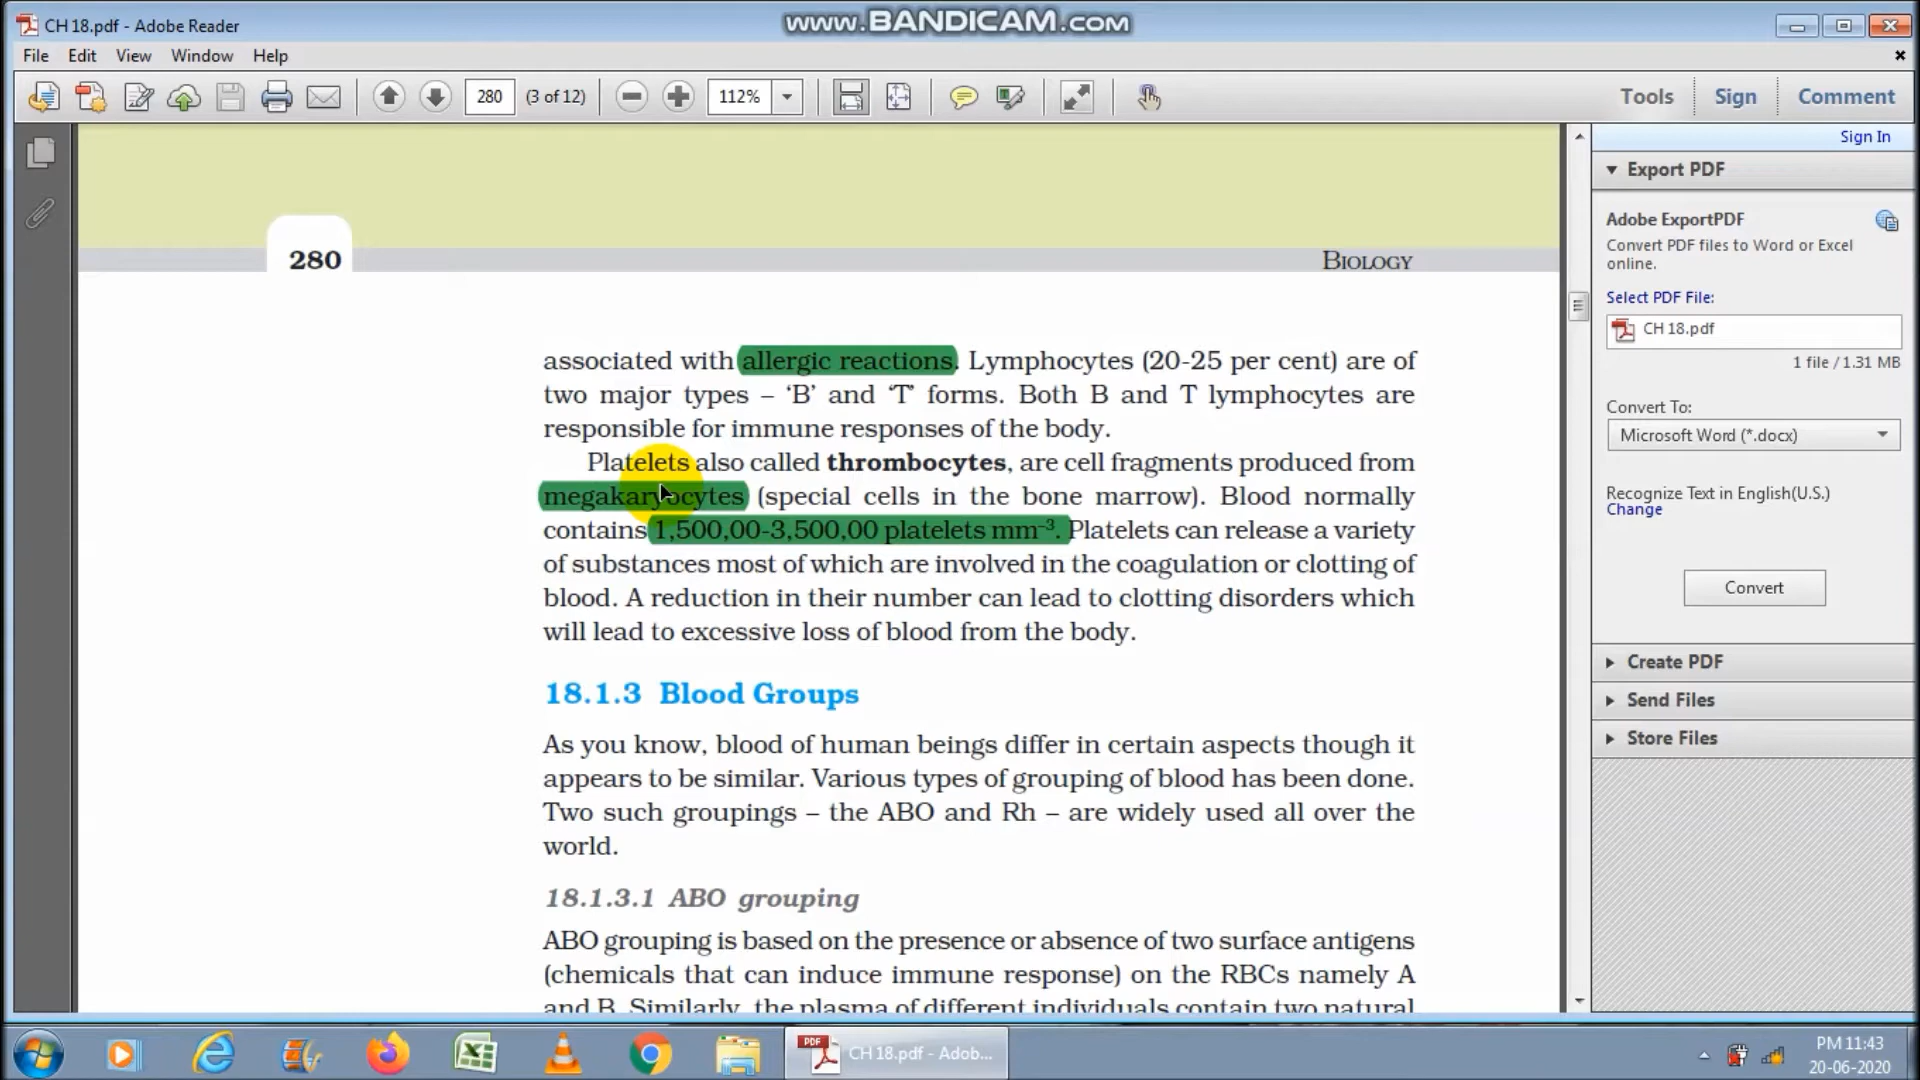 CH 18.pdf - Adobe Reader
www.BANDICAM.com
File Edit View Window Help
280 (3 of 12) 112% Tools Sign Comment
Sign In
Export PDF
Adobe ExportPDF
Convert PDF files to Word or Excel
online.
Select PDF File:
CH 18.pdf
1 file / 1.31 MB
Convert To:
Microsoft Word (*.docx)
Recognize Text in English(U.S.)
Change
Convert
Create PDF
Send Files
Store Files
280 BIOLOGY
associated with allergic reactions. Lymphocytes (20-25 per cent) are of
two major types – ‘B’ and ‘T’ forms. Both B and T lymphocytes are
responsible for immune responses of the body.
Platelets also called thrombocytes, are cell fragments produced from
megakaryocytes (special cells in the bone marrow). Blood normally
contains 1,500,00-3,500,00 platelets mm⁻³. Platelets can release a variety
of substances most of which are involved in the coagulation or clotting of
blood. A reduction in their number can lead to clotting disorders which
will lead to excessive loss of blood from the body.
18.1.3 Blood Groups
As you know, blood of human beings differ in certain aspects though it
appears to be similar. Various types of grouping of blood has been done.
Two such groupings – the ABO and Rh – are widely used all over the
world.
18.1.3.1 ABO grouping
ABO grouping is based on the presence or absence of two surface antigens
(chemicals that can induce immune response) on the RBCs namely A
and B. Similarly, the plasma of different individuals contain two natural
PDF
CH 18.pdf - Adob...
PM 11:43
20-06-2020